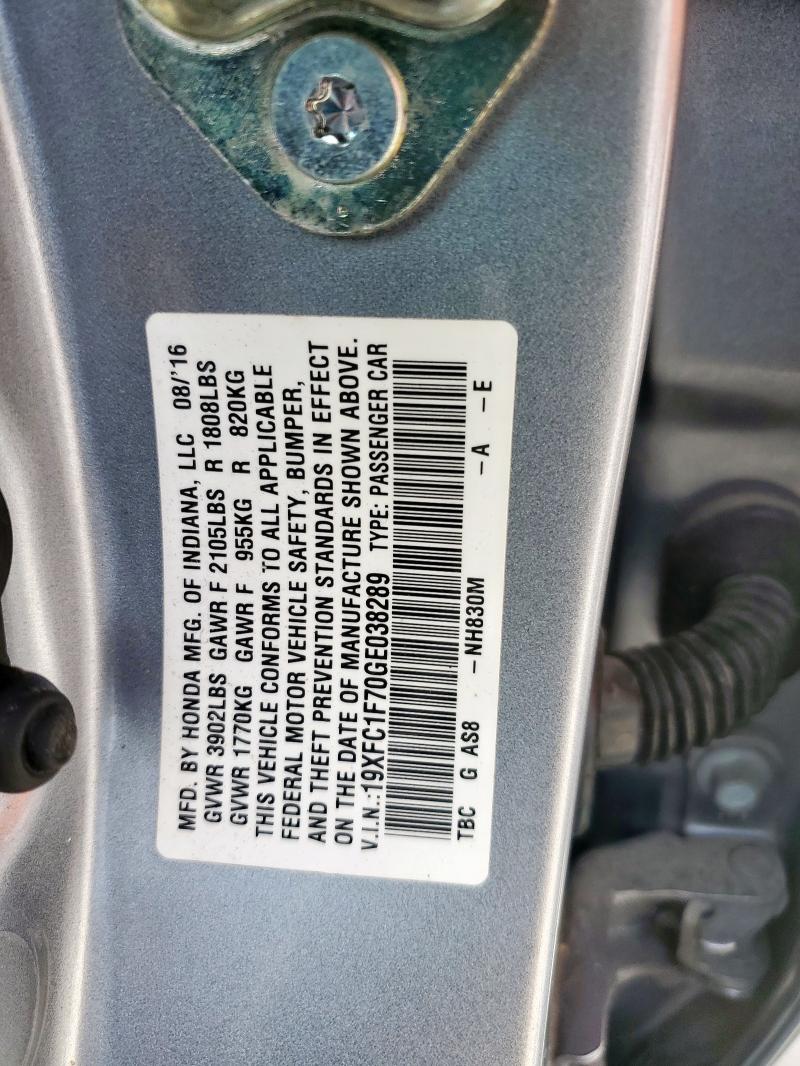 MFD. BY HONDA MFG. OF INDIANA, LLC 08/'16
GVWR 3902LBS GAWR F 2105LBS R 1808LBS
GVWR 1770KG GAWR F 955KG R 820KG
THIS VEHICLE CONFORMS TO ALL APPLICABLE
FEDERAL MOTOR VEHICLE SAFETY, BUMPER,
AND THEFT PREVENTION STANDARDS IN EFFECT
ON THE DATE OF MANUFACTURE SHOWN ABOVE.
V.I.N.:19XFC1F70GE038289 TYPE: PASSENGER CAR
TBC G AS8 -NH830M -A -E